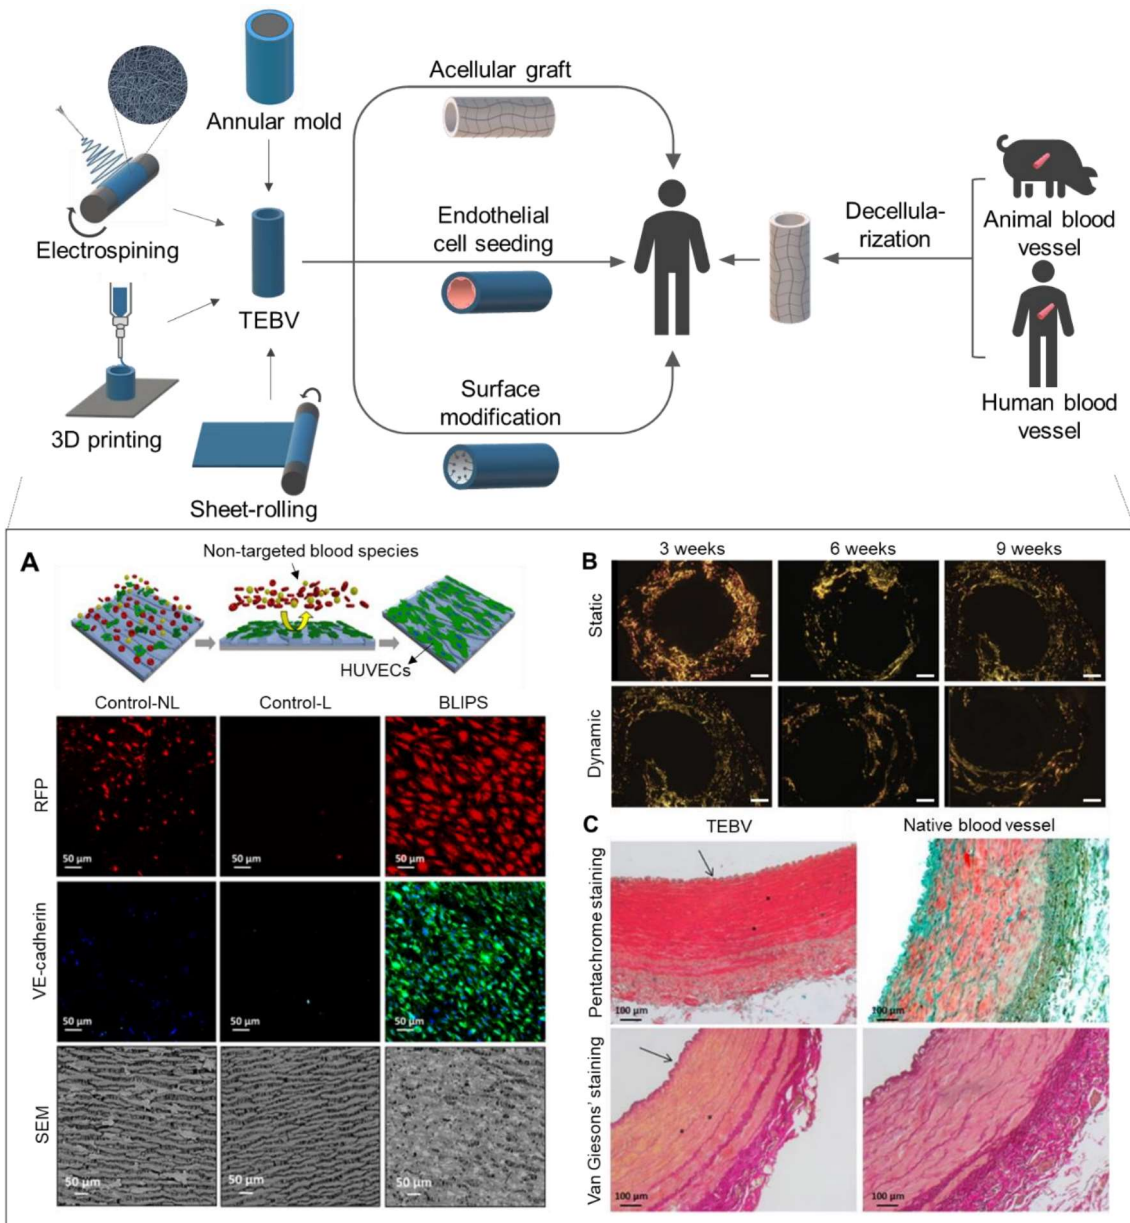 Annular mold
Electrospining
3D printing
TEBV
Sheet-rolling
Acellular graft
Endothelial
cell seeding
Surface
modification
Decellula-
rization
Animal blood
vessel
Human blood
vessel
A
Non-targeted blood species
HUVECs
Control-NL
Control-L
BLIPS
RFP
50 µm
50 µm
50 µm
VE-cadherin
50 µm
50 µm
50 µm
SEM
50 µm
50 µm
50 µm
B
3 weeks
6 weeks
9 weeks
Static
Dynamic
C
TEBV
Native blood vessel
Pentachrome staining
100 µm
100 µm
Van Giesons' staining
100 µm
100 µm